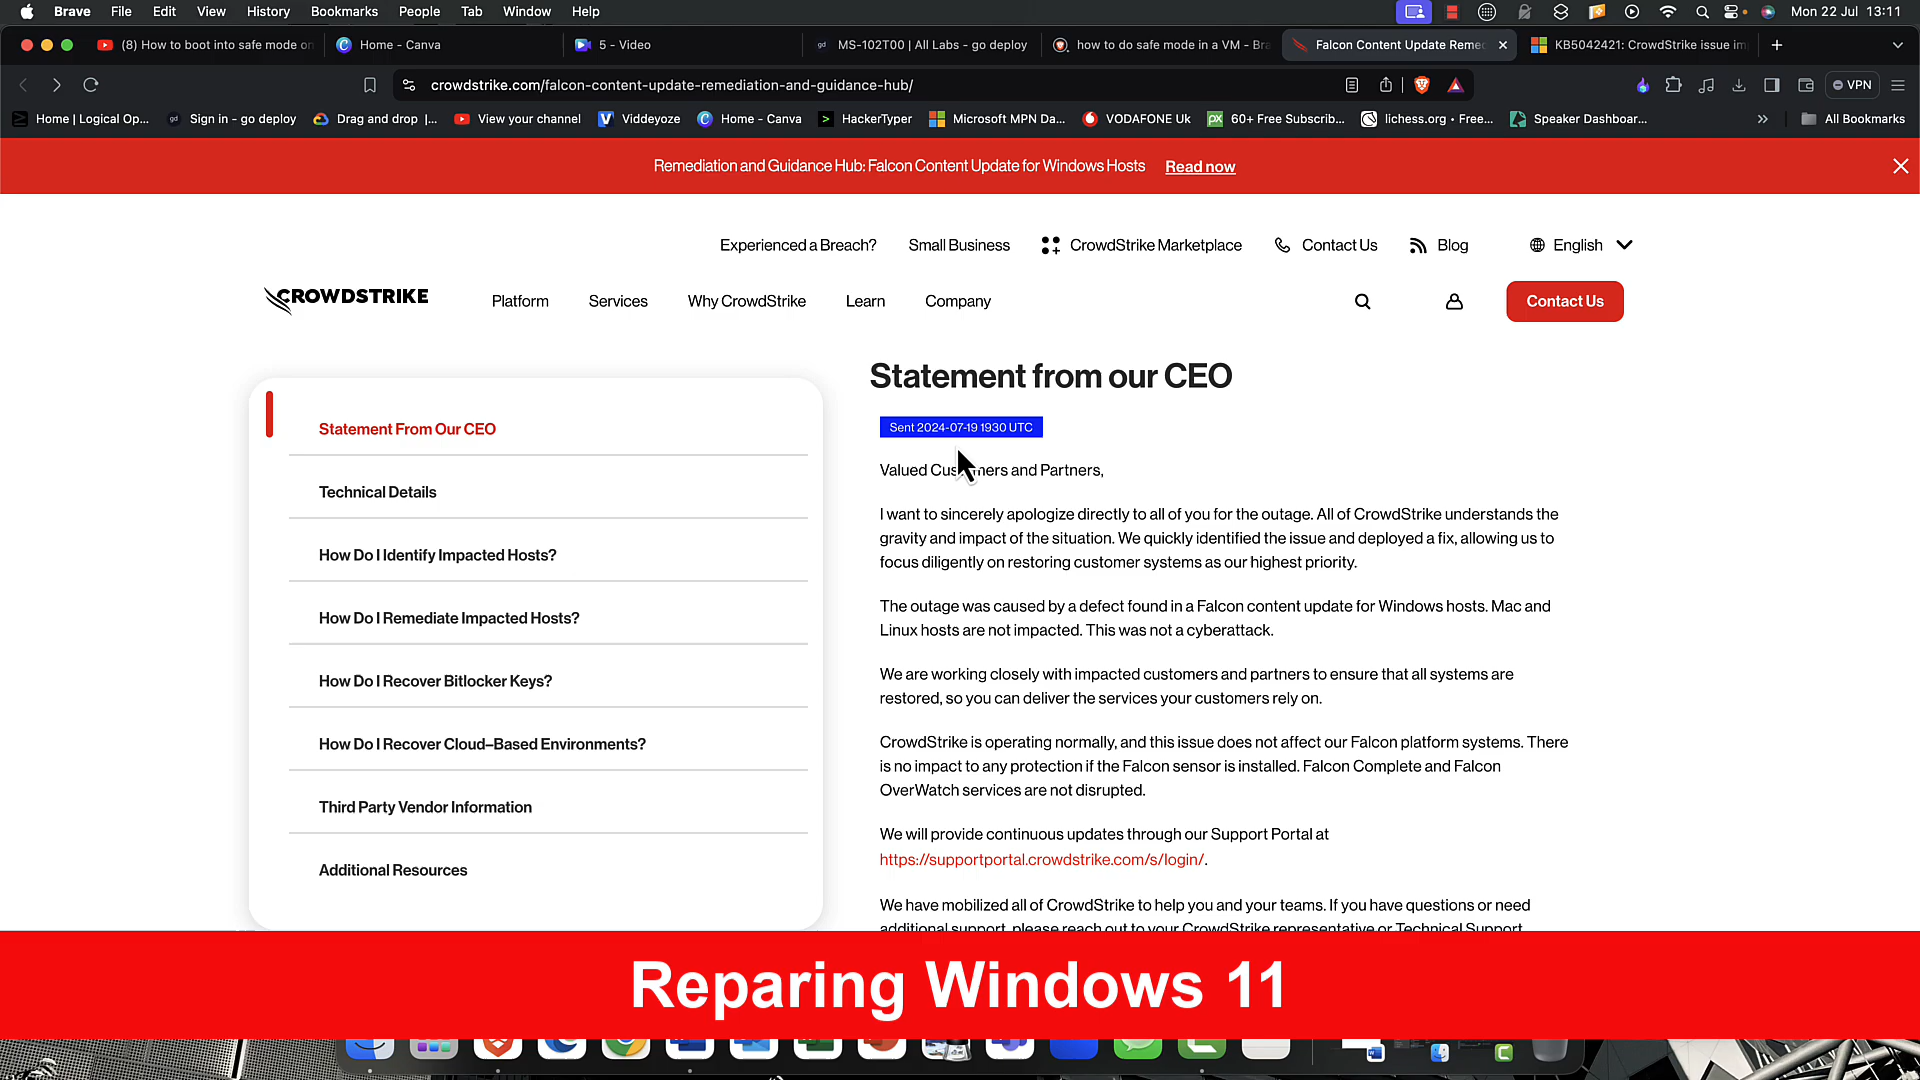 Brave File Edit View History Bookmarks People Tab Window Help Mon 22 Jul 13:11
(8) How to boot into safe mode on Home - Canva 5 - Video MS-102T00 | All Labs - go deploy how to do safe mode in a VM - Bra Falcon Content Update Reme KB5042421: CrowdStrike issue im
crowdstrike.com/falcon-content-update-remediation-and-guidance-hub/ VPN
Home | Logical Op... Sign in - go deploy Drag and drop |... View your channel Viddeyoze Home - Canva HackerTyper Microsoft MPN Da... VODAFONE Uk 60+ Free Subscrib... lichess.org • Free... Speaker Dashboar... All Bookmarks
Remediation and Guidance Hub: Falcon Content Update for Windows Hosts Read now
Experienced a Breach? Small Business CrowdStrike Marketplace Contact Us Blog English
CROWDSTRIKE Platform Services Why CrowdStrike Learn Company Contact Us
Statement From Our CEO
Technical Details
How Do I Identify Impacted Hosts?
How Do I Remediate Impacted Hosts?
How Do I Recover Bitlocker Keys?
How Do I Recover Cloud-Based Environments?
Third Party Vendor Information
Additional Resources
Statement from our CEO
Sent 2024-07-19 1930 UTC
Valued Customers and Partners,
I want to sincerely apologize directly to all of you for the outage. All of CrowdStrike understands the
gravity and impact of the situation. We quickly identified the issue and deployed a fix, allowing us to
focus diligently on restoring customer systems as our highest priority.
The outage was caused by a defect found in a Falcon content update for Windows hosts. Mac and
Linux hosts are not impacted. This was not a cyberattack.
We are working closely with impacted customers and partners to ensure that all systems are
restored, so you can deliver the services your customers rely on.
CrowdStrike is operating normally, and this issue does not affect our Falcon platform systems. There
is no impact to any protection if the Falcon sensor is installed. Falcon Complete and Falcon
OverWatch services are not disrupted.
We will provide continuous updates through our Support Portal at
https://supportportal.crowdstrike.com/s/login/.
We have mobilized all of CrowdStrike to help you and your teams. If you have questions or need
additional support, please reach out to your CrowdStrike representative or Technical Support.
Reparing Windows 11